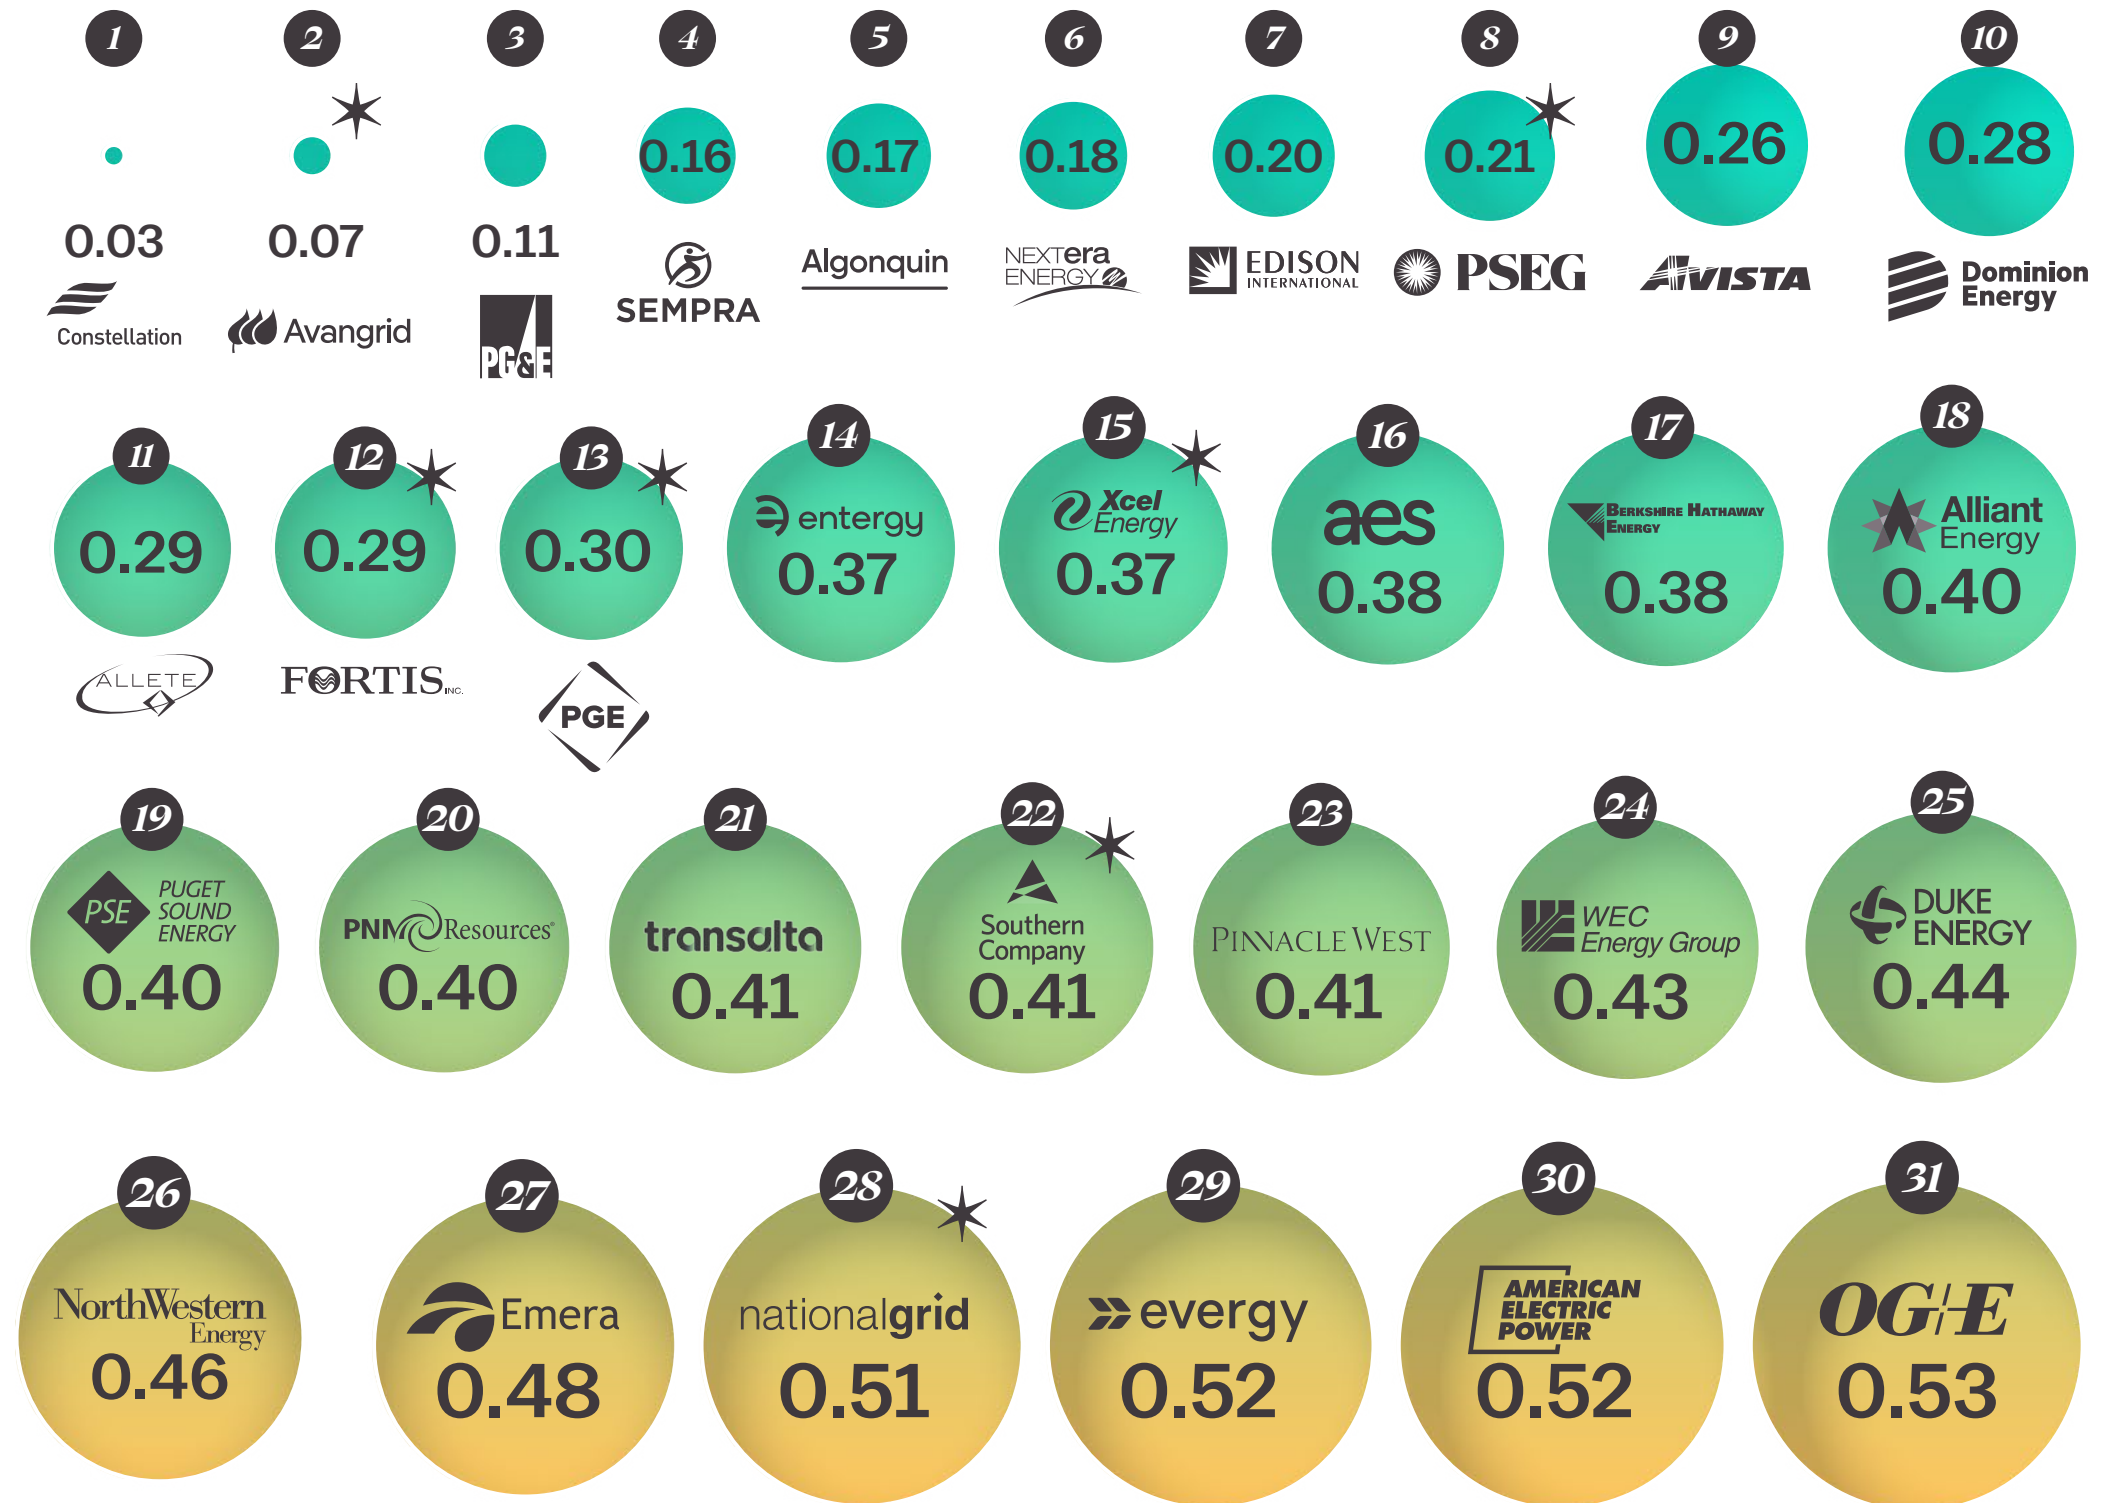 1
2
3
4
5
6
7
8
9
10
0.03
0.07
0.11
0.16
0.17
0.18
0.20
0.21
0.26
0.28
Constellation
Avangrid
PG&E
SEMPRA
Algonquin
NEXTera
ENERGY
EDISON
INTERNATIONAL
PSEG
AVISTA
Dominion
Energy
11
12
13
14
15
16
17
18
0.29
0.29
0.30
entergy
0.37
Xcel
Energy
0.37
aes
0.38
BERKSHIRE HATHAWAY
ENERGY
0.38
Alliant
Energy
0.40
ALLETE
FORTIS INC.
PGE
19
20
21
22
23
24
25
PSE
PUGET
SOUND
ENERGY
0.40
PNM Resources®
0.40
transalta
0.41
Southern
Company
0.41
PINNACLE WEST
0.41
WEC
Energy Group
0.43
DUKE
ENERGY
0.44
26
27
28
29
30
31
NorthWestern
Energy
0.46
Emera
0.48
nationalgrid
0.51
evergy
0.52
AMERICAN
ELECTRIC
POWER
0.52
OG+E
0.53